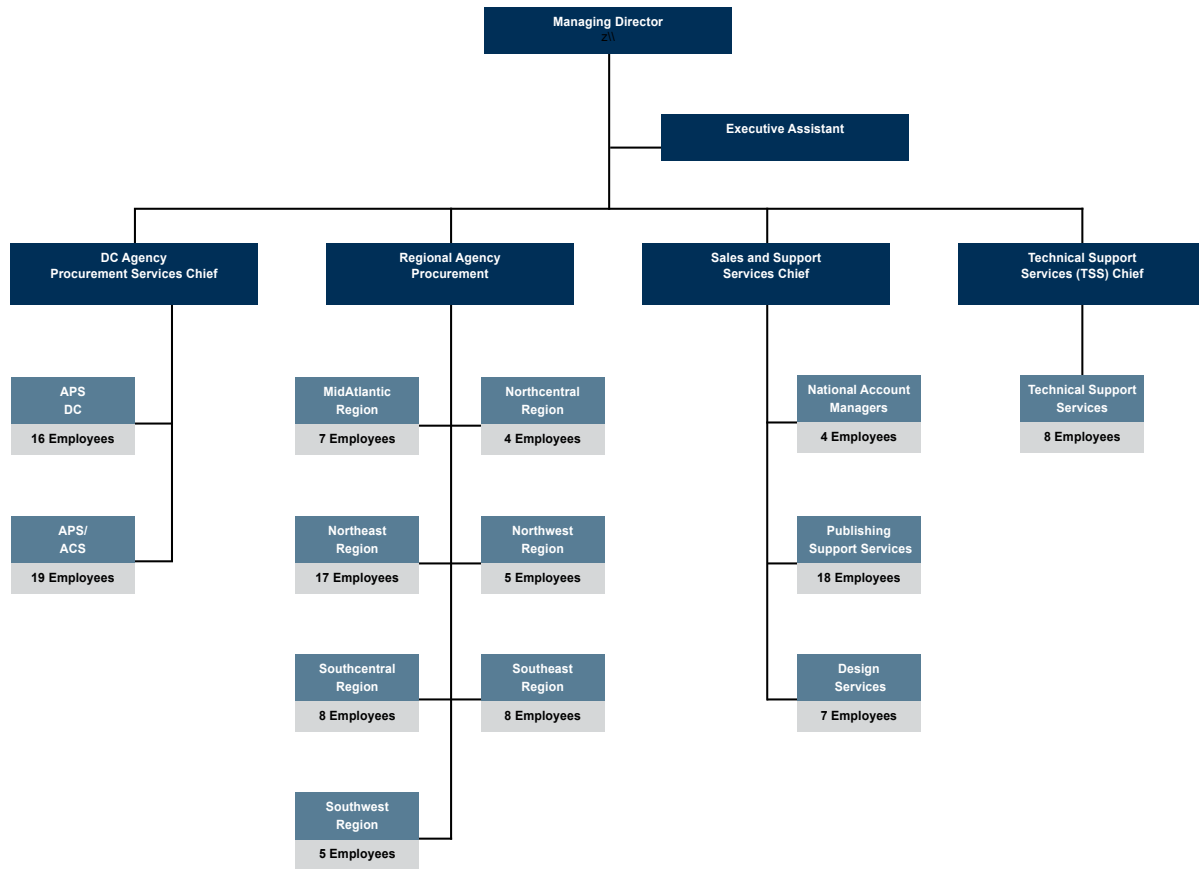 Managing Director
z\\
Executive Assistant
DC Agency
Procurement Services Chief
Regional Agency
Procurement
Sales and Support
Services Chief
Technical Support
Services (TSS) Chief
APS
DC
16 Employees
MidAtlantic
Region
7 Employees
Northcentral
Region
4 Employees
National Account
Managers
4 Employees
Technical Support
Services
8 Employees
APS/
ACS
19 Employees
Northeast
Region
17 Employees
Northwest
Region
5 Employees
Publishing
Support Services
18 Employees
Southcentral
Region
8 Employees
Southeast
Region
8 Employees
Design
Services
7 Employees
Southwest
Region
5 Employees